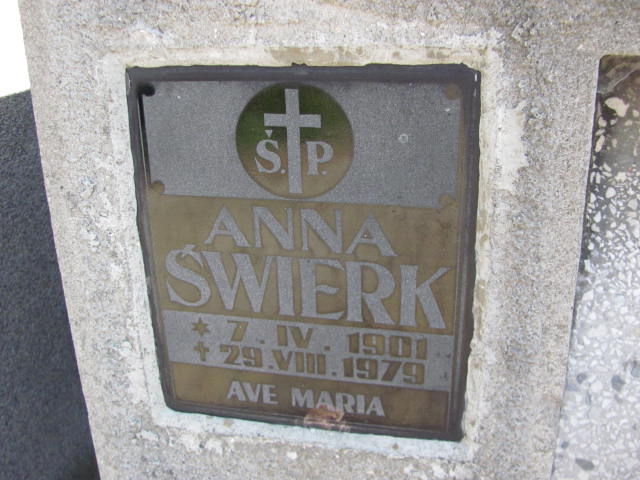 Ś.P.
ANNA
ŚWIERK
* 7. IV. 1901
✝ 29.VIII.1979
AVE MARIA